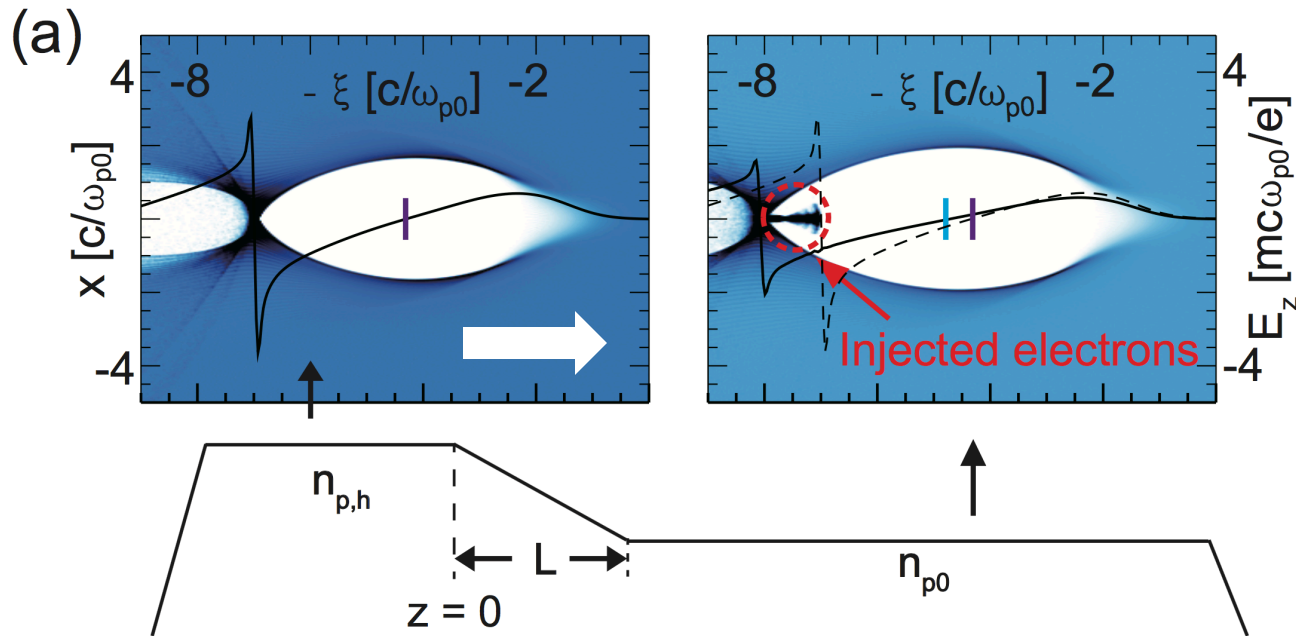 (a)
4
-8
- ξ [c/ω_p0]
-2
x [c/ω_p0]
-4
-8
- ξ [c/ω_p0]
-2
4
E_z [mcω_p0/e]
Injected electrons
-4
n_p,h
L
z = 0
n_p0